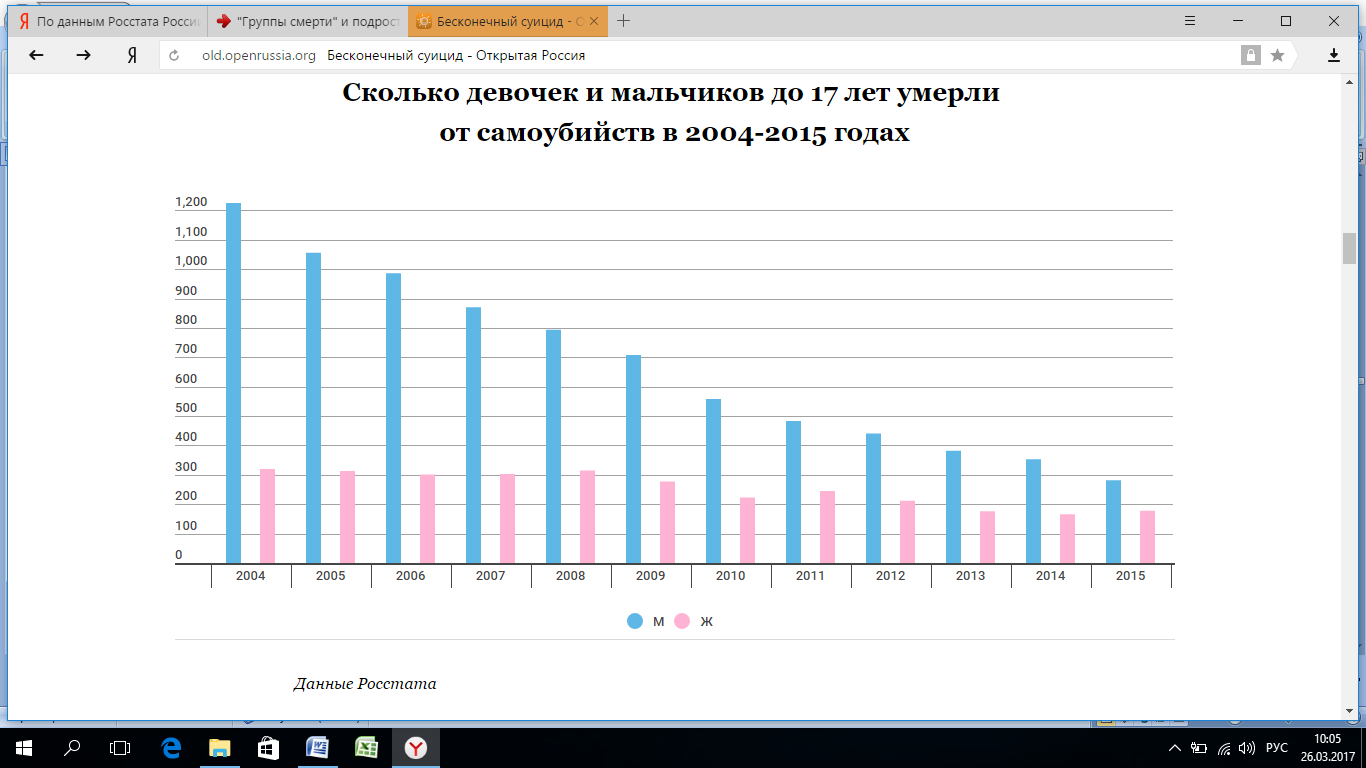 По данным Росстата Росси
"Группы смерти" и подрост
Бесконечный суицид - О
old.openrussia.org Бесконечный суицид - Открытая Россия
Сколько девочек и мальчиков до 17 лет умерли
от самоубийств в 2004-2015 годах
1,200
1,100
1,000
900
800
700
600
500
400
300
200
100
0
2004 2005 2006 2007 2008 2009 2010 2011 2012 2013 2014 2015
М Ж
Данные Росстата
РУС
10:05
26.03.2017